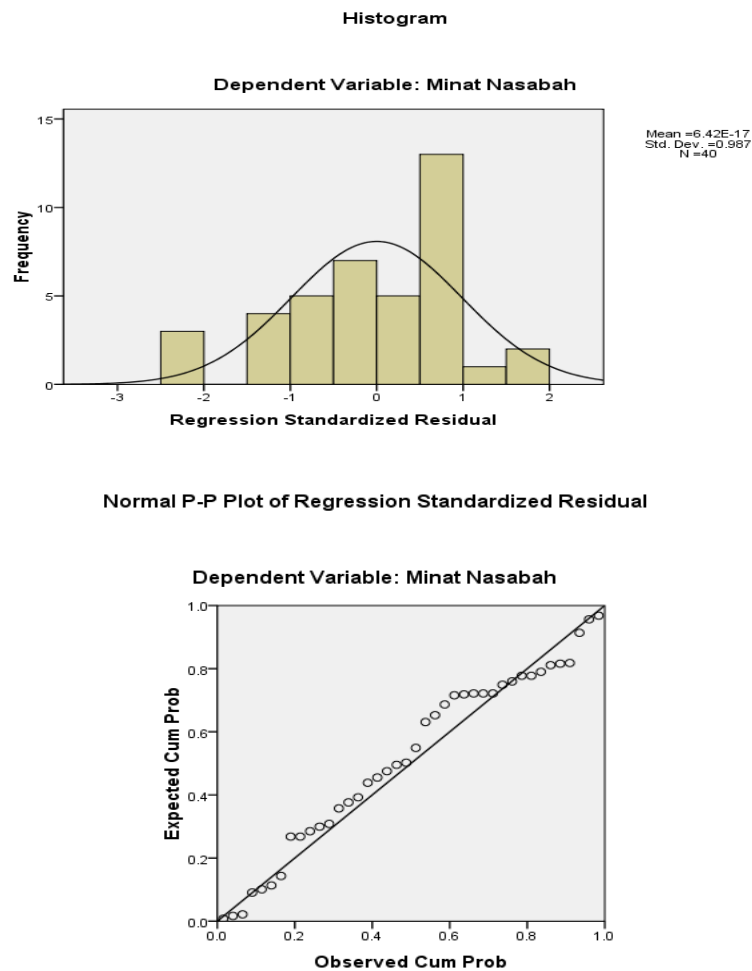 Histogram
Dependent Variable: Minat Nasabah
Mean =6.42E-17
Std. Dev. =0.987
N =40
15
10
5
0
Frequency
-3 -2 -1 0 1 2
Regression Standardized Residual
Normal P-P Plot of Regression Standardized Residual
Dependent Variable: Minat Nasabah
1.0
0.8
0.6
0.4
0.2
0.0
Expected Cum Prob
0.0 0.2 0.4 0.6 0.8 1.0
Observed Cum Prob